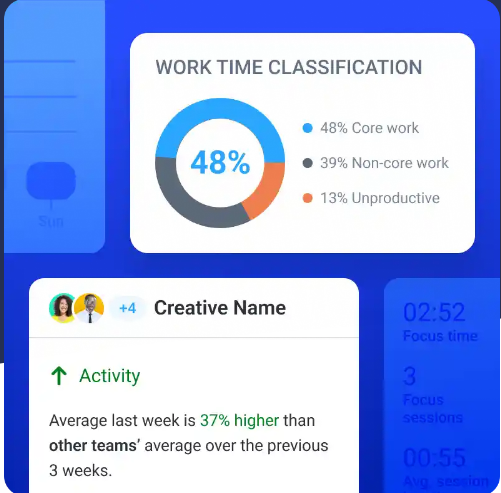 WORK TIME CLASSIFICATION
48%
48% Core work
39% Non-core work
13% Unproductive
Sun
+4 Creative Name
↑ Activity
Average last week is 37% higher than
other teams’ average over the previous
3 weeks.
02:52
Focus time
3
Focus
sessions
00:55
Avg. session